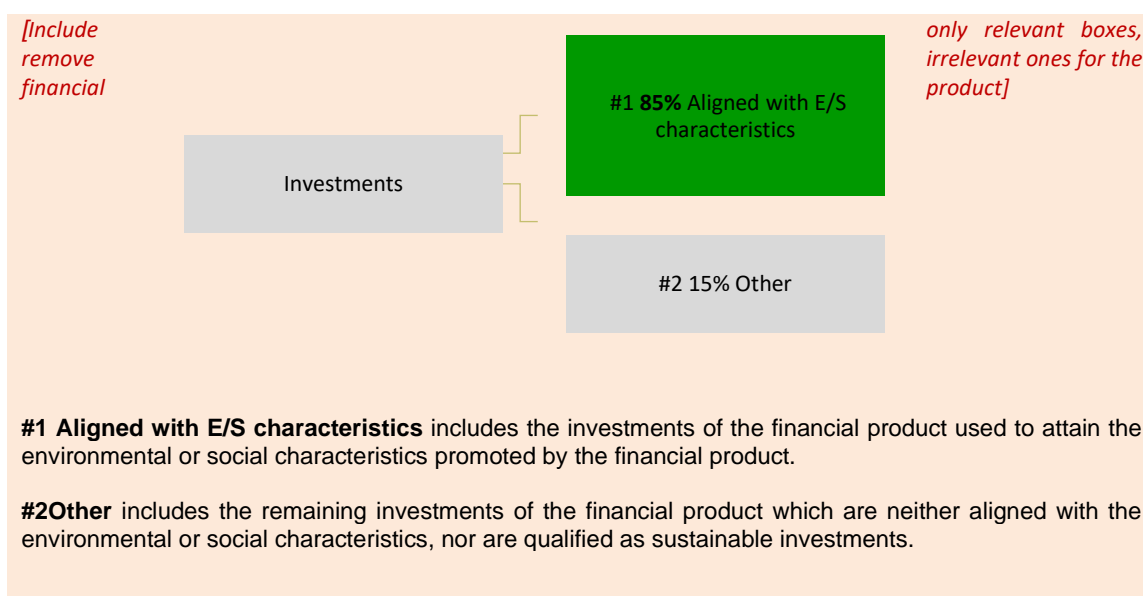 [Include only relevant boxes,
remove irrelevant ones for the
financial product]
#1 85% Aligned with E/S
characteristics
Investments
#2 15% Other
#1 Aligned with E/S characteristics includes the investments of the financial product used to attain the
environmental or social characteristics promoted by the financial product.
#2Other includes the remaining investments of the financial product which are neither aligned with the
environmental or social characteristics, nor are qualified as sustainable investments.